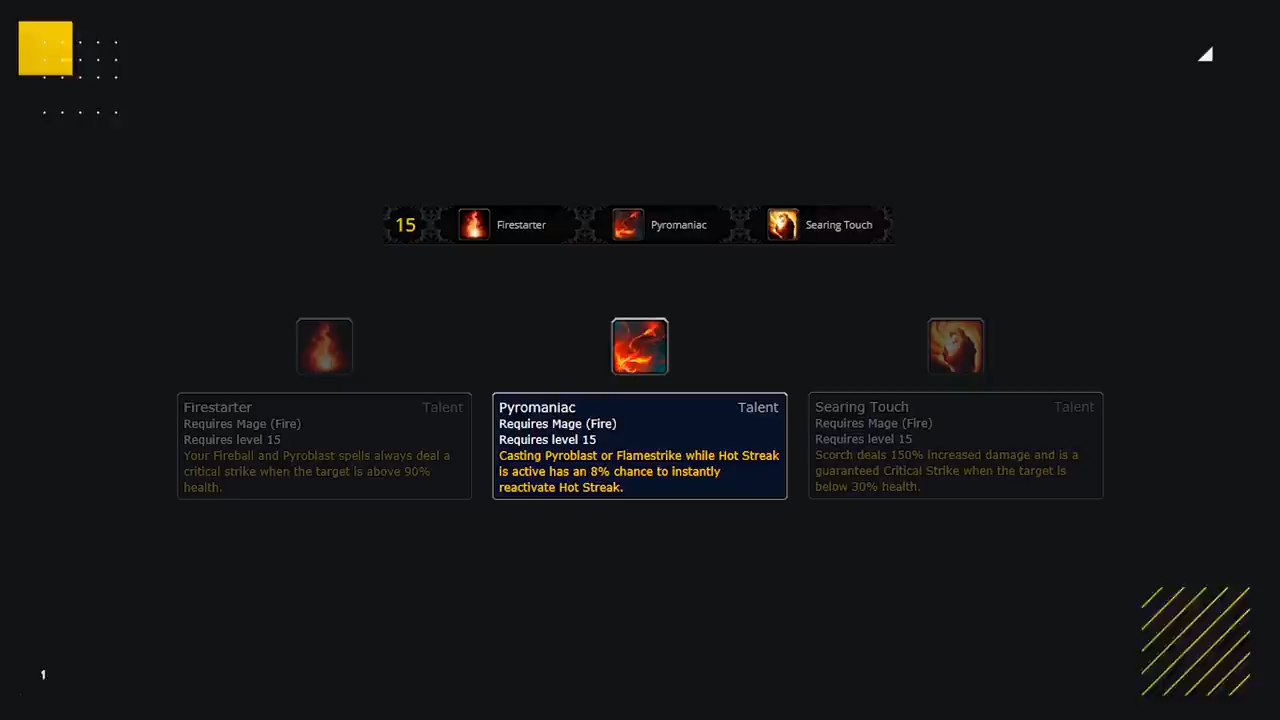 15 Firestarter Pyromaniac Searing Touch
Firestarter Talent
Requires Mage (Fire)
Requires level 15
Your Fireball and Pyroblast spells always deal a
critical strike when the target is above 90%
health.
Pyromaniac Talent
Requires Mage (Fire)
Requires level 15
Casting Pyroblast or Flamestrike while Hot Streak
is active has an 8% chance to instantly
reactivate Hot Streak.
Searing Touch Talent
Requires Mage (Fire)
Requires level 15
Scorch deals 150% increased damage and is a
guaranteed Critical Strike when the target is
below 30% health.
1